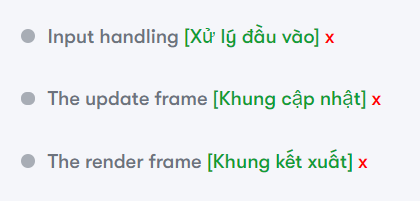 Input handling [Xử lý đầu vào] x
The update frame [Khung cập nhật] x
The render frame [Khung kết xuất] x